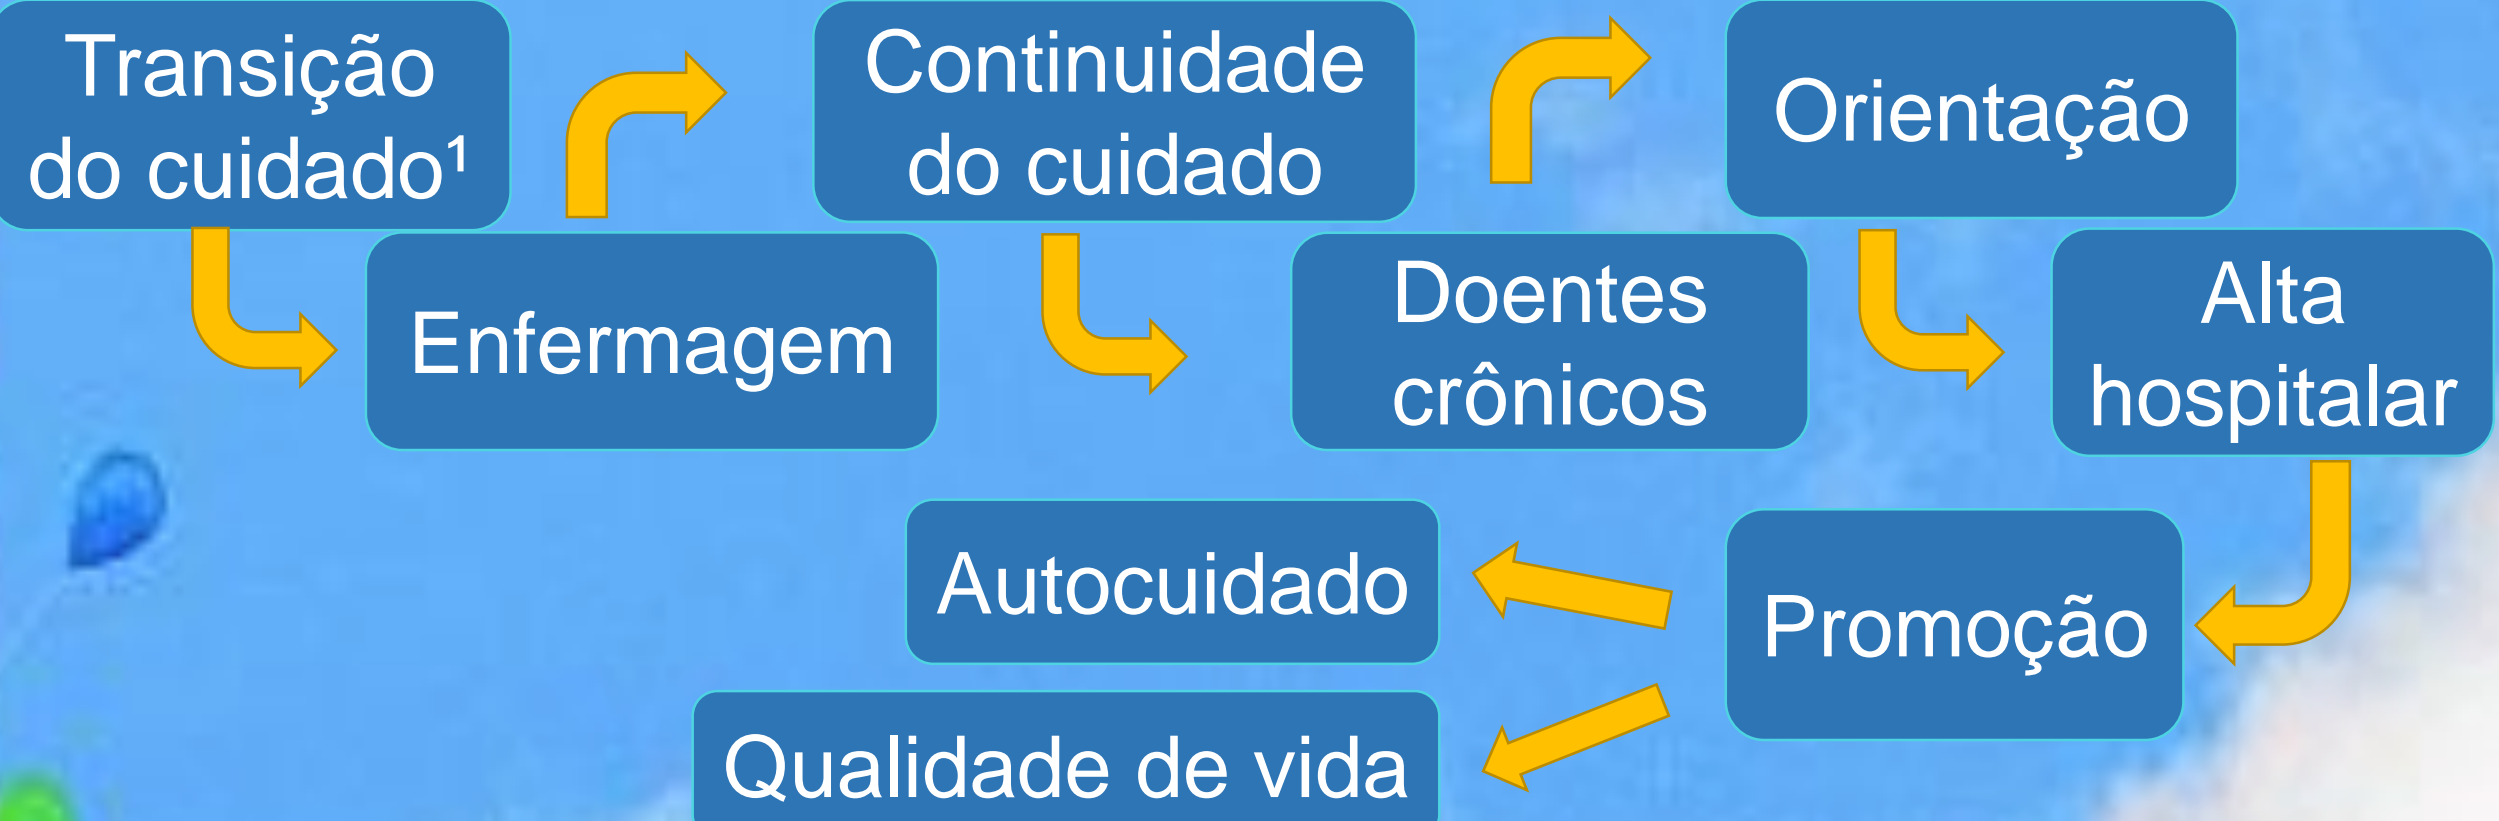 Transição
do cuidado¹
Enfermagem
Continuidade
do cuidado
Doentes
crônicos
Orientação
Alta
hospitalar
Promoção
Autocuidado
Qualidade de vida